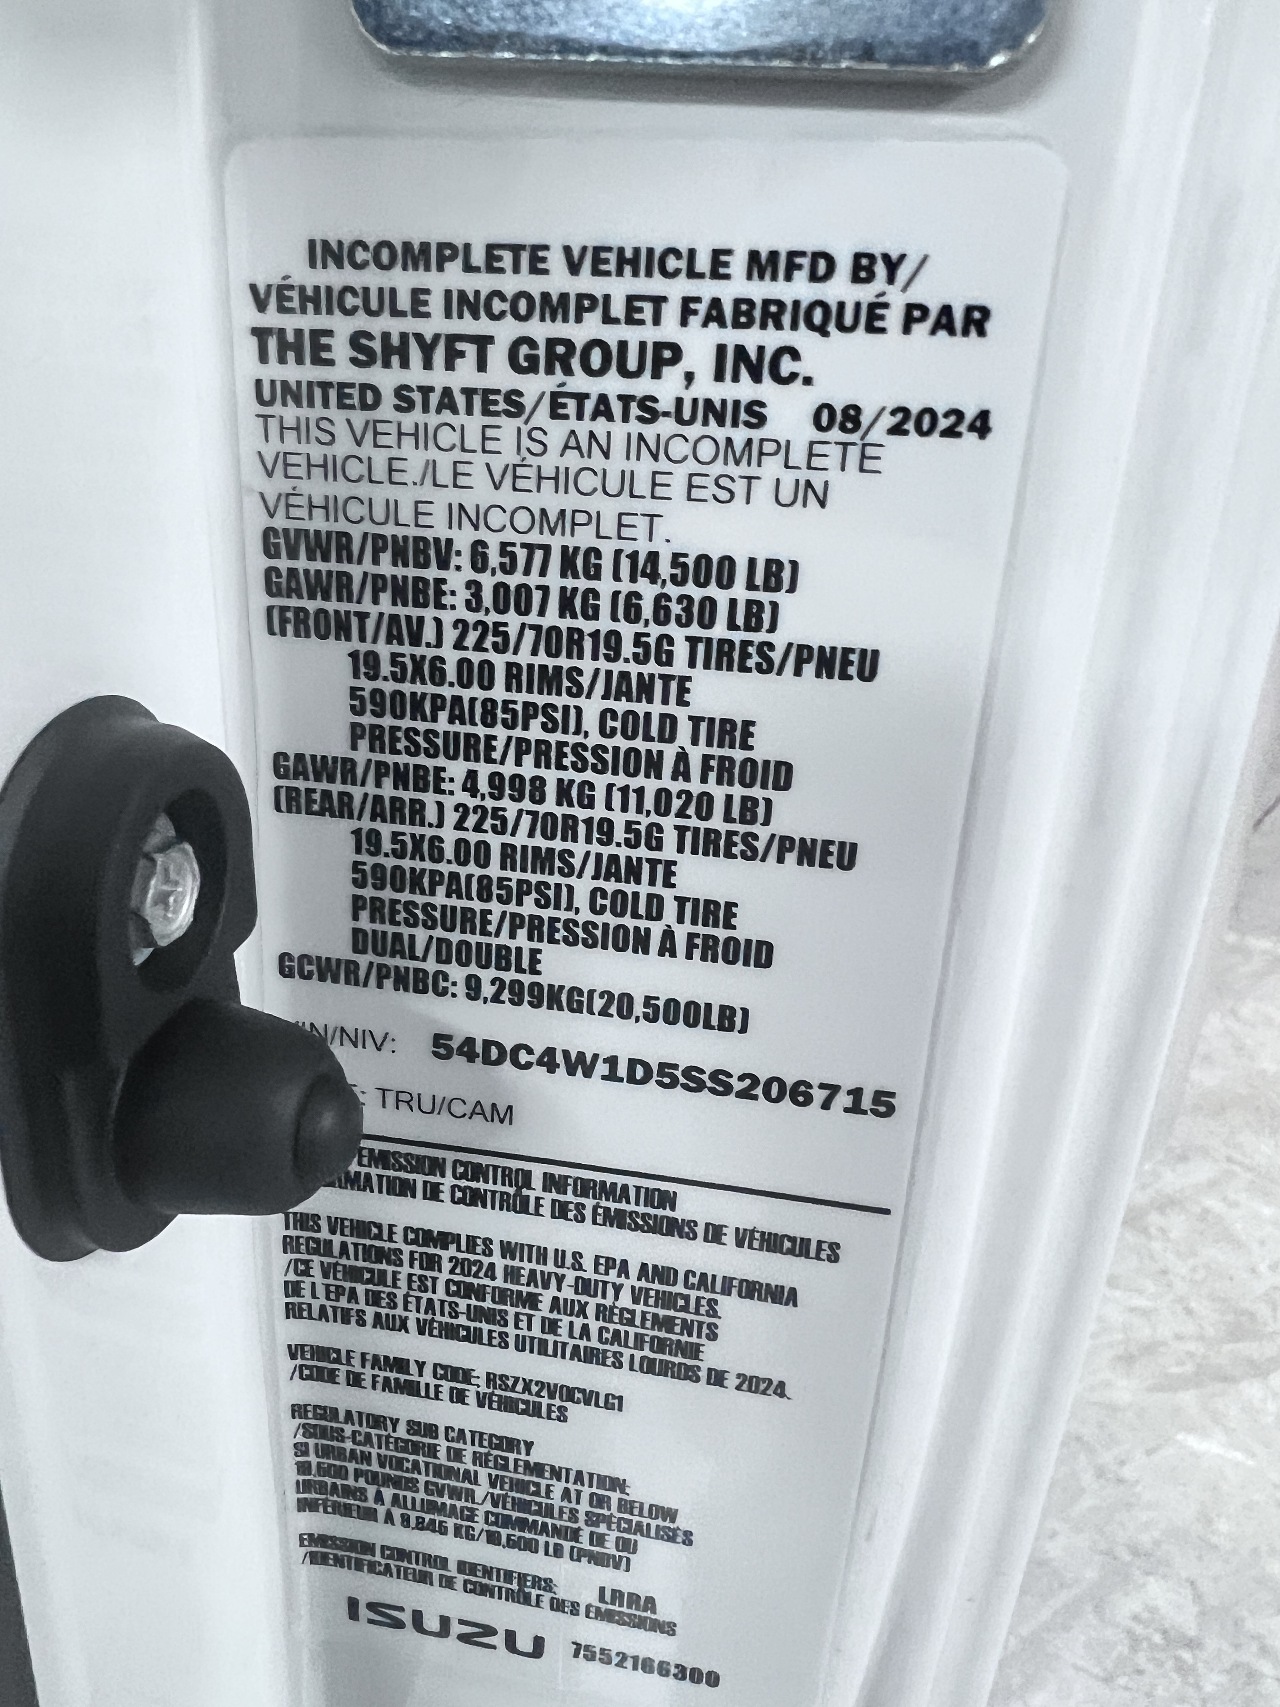 INCOMPLETE VEHICLE MFD BY/
VÉHICULE INCOMPLET FABRIQUÉ PAR
THE SHYFT GROUP, INC.
UNITED STATES/ÉTATS-UNIS 08/2024
THIS VEHICLE IS AN INCOMPLETE
VEHICLE./LE VÉHICULE EST UN
VÉHICULE INCOMPLET.
GVWR/PNBV: 6,577 KG (14,500 LB)
GAWR/PNBE: 3,007 KG (6,630 LB)
(FRONT/AV.) 225/70R19.5G TIRES/PNEU
19.5X6.00 RIMS/JANTE
590KPA(85PSI), COLD TIRE
PRESSURE/PRESSION À FROID
GAWR/PNBE: 4,998 KG (11,020 LB)
(REAR/ARR.) 225/70R19.5G TIRES/PNEU
19.5X6.00 RIMS/JANTE
590KPA(85PSI), COLD TIRE
PRESSURE/PRESSION À FROID
DUAL/DOUBLE
GCWR/PNBC: 9,299KG(20,500LB)
VIN/NIV: 54DC4W1D5SS206715
: TRU/CAM
EMISSION CONTROL INFORMATION
RMATION DE CONTRÔLE DES ÉMISSIONS DE VÉHICULES
THIS VEHICLE COMPLIES WITH U.S. EPA AND CALIFORNIA
REGULATIONS FOR 2024 HEAVY-DUTY VEHICLES.
/CE VÉHICULE EST CONFORME AUX RÈGLEMENTS
DE L'EPA DES ÉTATS-UNIS ET DE LA CALIFORNIE
RELATIFS AUX VÉHICULES UTILITAIRES LOURDS DE 2024.
VEHICLE FAMILY CODE: RSZX2VOCVLG1
/CODE DE FAMILLE DE VÉHICULES
REGULATORY SUB CATEGORY
/SOUS-CATÉGORIE DE RÉGLEMENTATION:
SI URBAN VOCATIONAL VEHICLE AT OR BELOW
19,500 POUNDS GVWR./VÉHICULES SPÉCIALISÉS
URBAINS À ALLUMAGE COMMANDÉ DE OU
INFÉRIEUR À 8,845 KG/19,500 LB (PNBV)
EMISSION CONTROL IDENTIFIERS: LRRA
/IDENTIFICATEUR DE CONTRÔLE DES ÉMISSIONS
ISUZU 7552166300